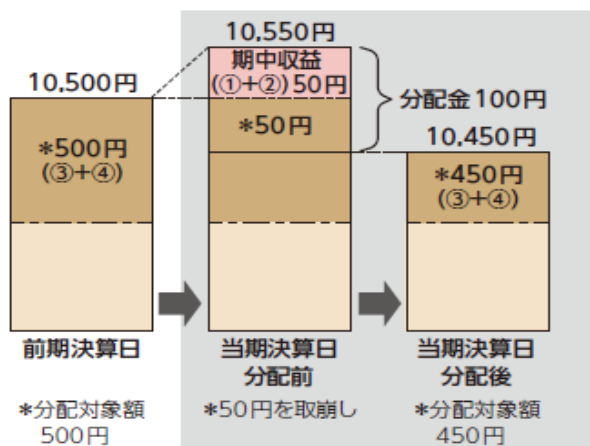 10,550円
期中収益
(①+②)50円
10,500円
分配金100円
*50円
10,450円
*500円
(③+④)
*450円
(③+④)
前期決算日
当期決算日
分配前
当期決算日
分配後
*分配対象額
500円
*50円を取崩し
*分配対象額
450円